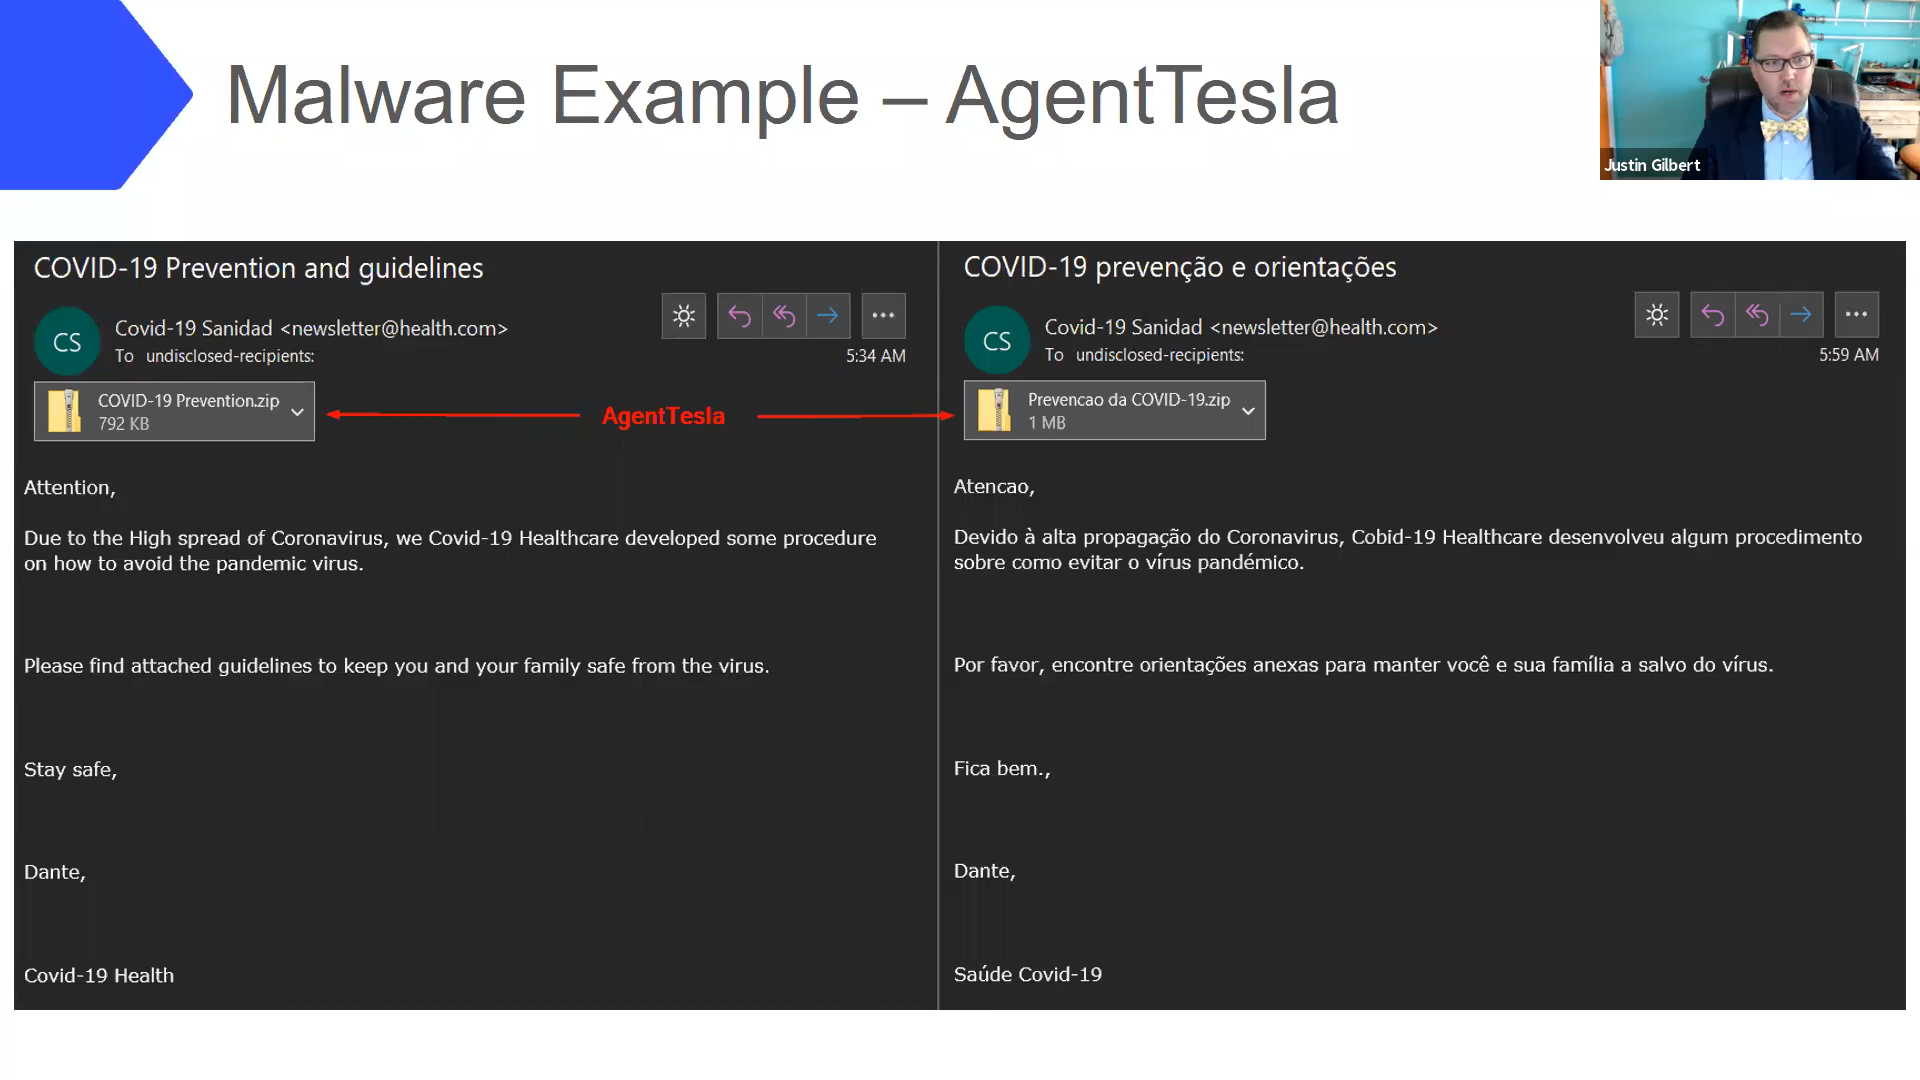 Malware Example – AgentTesla
Justin Gilbert
COVID-19 Prevention and guidelines
CS
Covid-19 Sanidad <newsletter@health.com>
To undisclosed-recipients:
5:34 AM
COVID-19 Prevention.zip
792 KB
AgentTesla
Attention,
Due to the High spread of Coronavirus, we Covid-19 Healthcare developed some procedure
on how to avoid the pandemic virus.
Please find attached guidelines to keep you and your family safe from the virus.
Stay safe,
Dante,
Covid-19 Health
COVID-19 prevenção e orientações
CS
Covid-19 Sanidad <newsletter@health.com>
To undisclosed-recipients:
5:59 AM
Prevencao da COVID-19.zip
1 MB
Atencao,
Devido à alta propagação do Coronavirus, Cobid-19 Healthcare desenvolveu algum procedimento
sobre como evitar o vírus pandémico.
Por favor, encontre orientações anexas para manter você e sua família a salvo do vírus.
Fica bem.,
Dante,
Saúde Covid-19